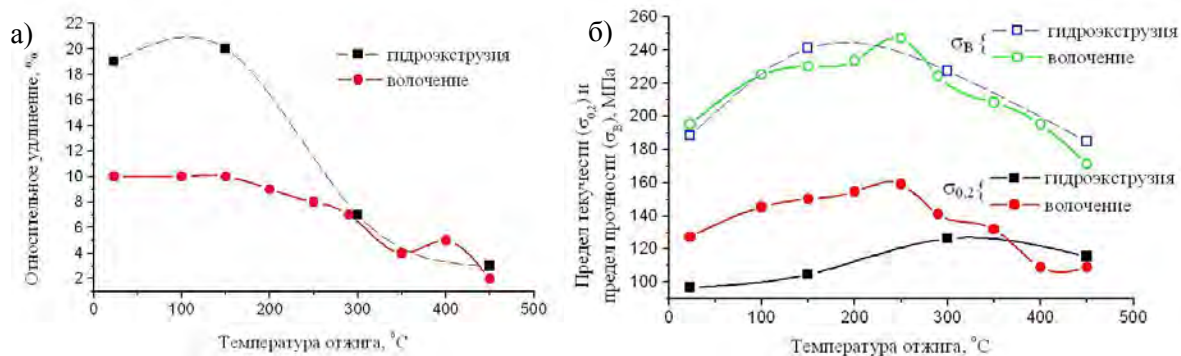 а)
22
20
18
16
14
12
10
8
6
4
2
0
100
200
300
400
500
Относительное удлинение, %
Температура отжига, °C
гидроэкструзия
волочение
б)
260
240
220
200
180
160
140
120
100
0
100
200
300
400
500
Предел текучести (σ0,2) и
предел прочности (σВ), МПа
Температура отжига, °C
σВ {
гидроэкструзия
волочение
σ0,2 {
гидроэкструзия
волочение